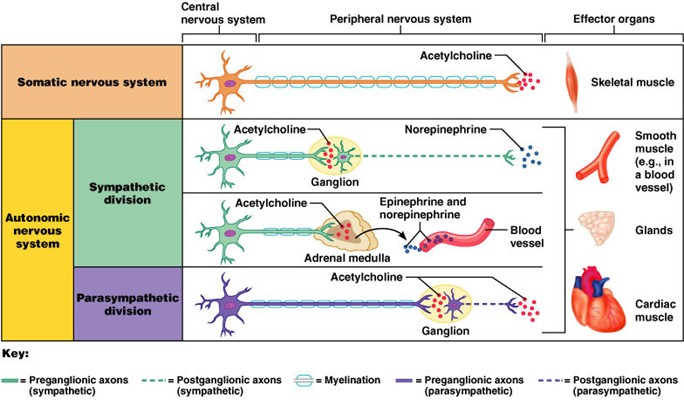 Central
nervous system
Peripheral nervous system
Effector organs
Somatic nervous system
Acetylcholine
Skeletal muscle
Autonomic
nervous
system
Sympathetic
division
Acetylcholine
Ganglion
Norepinephrine
Smooth
muscle
(e.g., in
a blood
vessel)
Acetylcholine
Adrenal medulla
Epinephrine and
norepinephrine
Blood
vessel
Glands
Parasympathetic
division
Acetylcholine
Ganglion
Cardiac
muscle
Key:
= Preganglionic axons
(sympathetic)
= Postganglionic axons
(sympathetic)
= Myelination
= Preganglionic axons
(parasympathetic)
= Postganglionic axons
(parasympathetic)